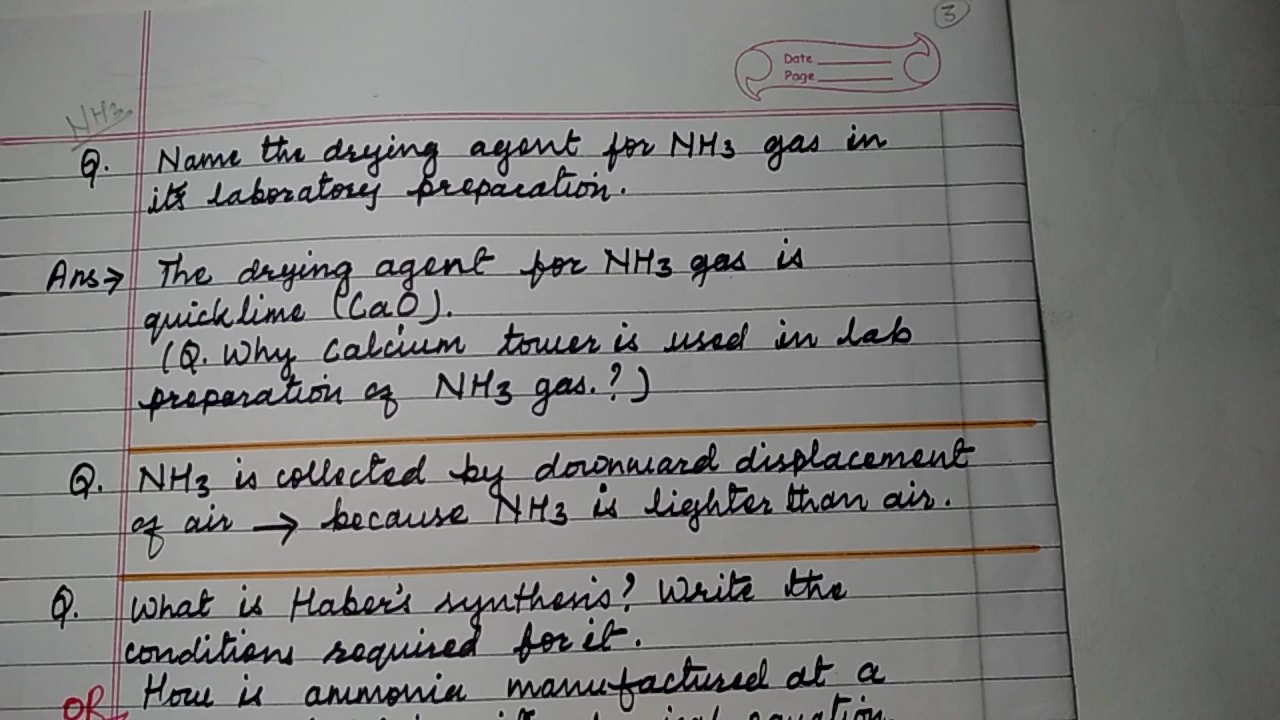 3
Date
Page
NH3
Q. Name the drying agent for NH3 gas in
its laboratory preparation.
Ans→ The drying agent for NH3 gas is
quicklime (CaO).
(Q. Why Calcium tower is used in lab
preparation of NH3 gas.?)
Q. NH3 is collected by downward displacement
of air → because NH3 is lighter than air.
Q. What is Haber's synthesis? Write the
conditions required for it.
OR How is ammonia manufactured at a
equation